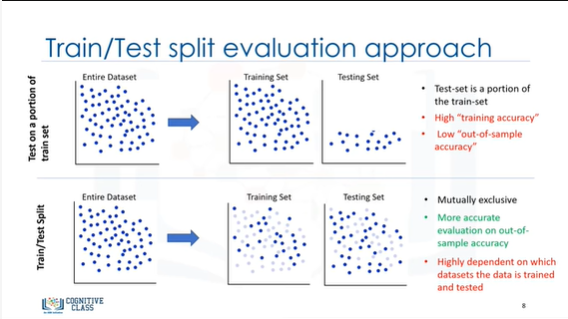 Train/Test split evaluation approach
Test on a portion of
train set
Entire Dataset
Training Set
Testing Set
• Test-set is a portion of
the train-set
• High “training accuracy”
• Low “out-of-sample
accuracy”
Train/Test Split
Entire Dataset
Training Set
Testing Set
• Mutually exclusive
• More accurate
evaluation on out-of-
sample accuracy
• Highly dependent on which
datasets the data is trained
and tested
COGNITIVE
CLASS
8